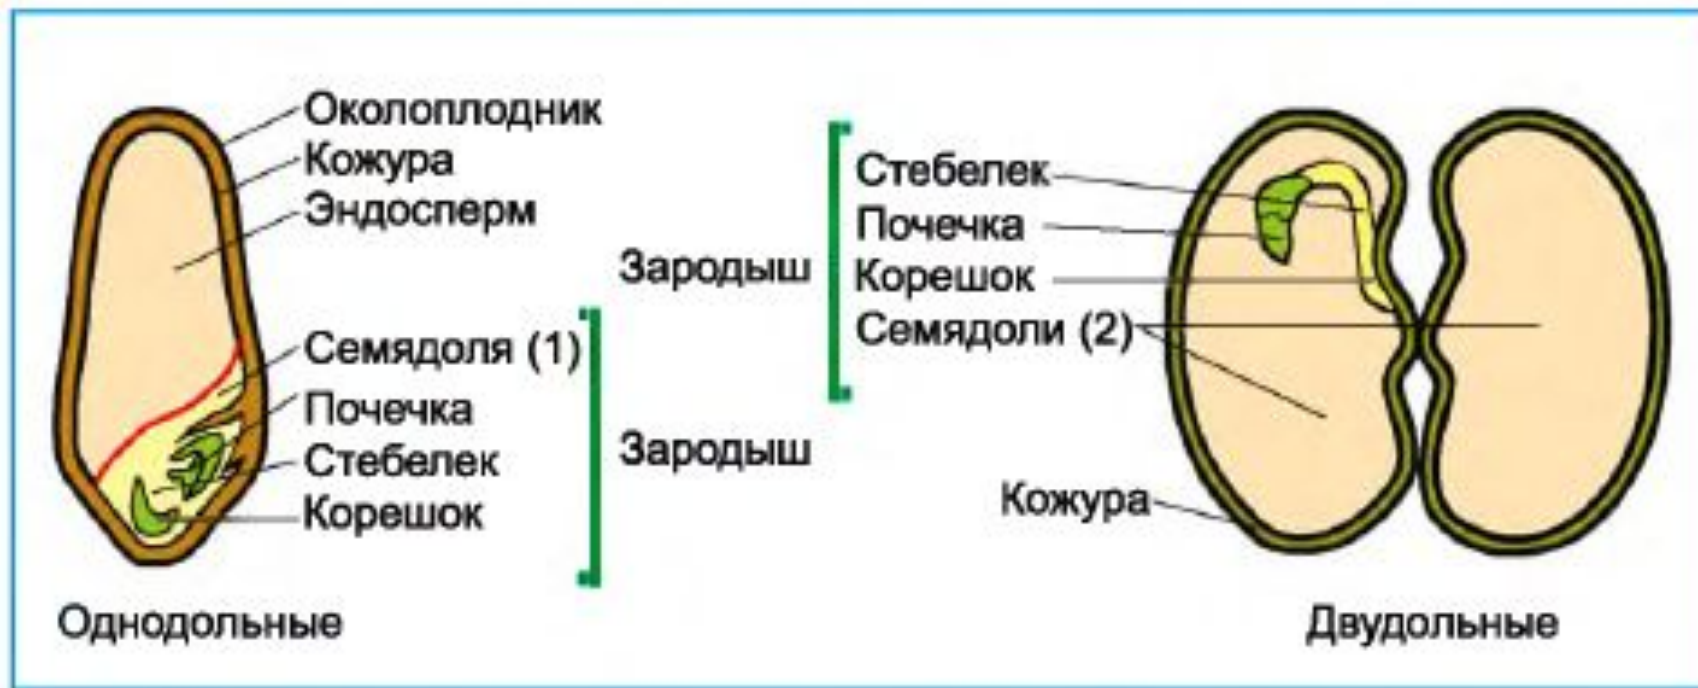 Околоплодник
Кожура
Эндосперм
Зародыш
Семядоля (1)
Почечка
Стебелек
Корешок
Зародыш
Однодольные
Стебелек
Почечка
Корешок
Семядоли (2)
Кожура
Двудольные